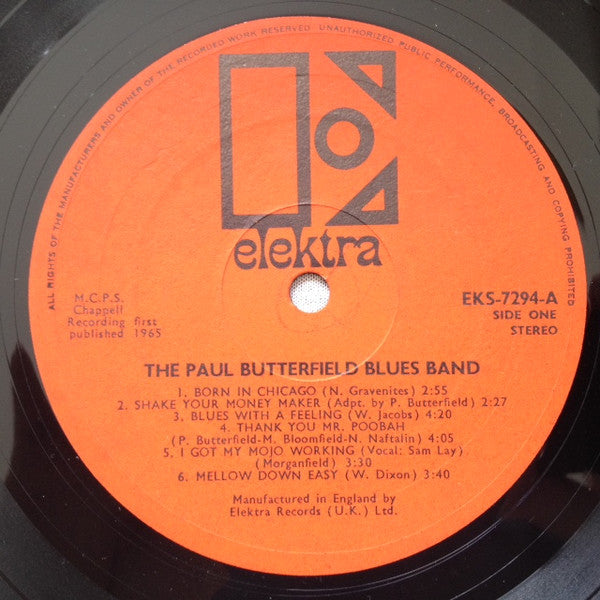 ALL RIGHTS OF THE MANUFACTURERS AND OWNER OF THE RECORDED WORK RESERVED. UNAUTHORIZED PUBLIC PERFORMANCE, BROADCASTING AND COPYING PROHIBITED
elektra
M.C.P.S.
Chappell
Recording first
published 1965
EKS-7294-A
SIDE ONE
STEREO
THE PAUL BUTTERFIELD BLUES BAND
1. BORN IN CHICAGO (N. Gravenites) 2:55
2. SHAKE YOUR MONEY MAKER (Adpt. by P. Butterfield) 2:27
3. BLUES WITH A FEELING (W. Jacobs) 4:20
4. THANK YOU MR. POOBAH
(P. Butterfield-M. Bloomfield-N. Naftalin) 4:05
5. I GOT MY MOJO WORKING (Vocal: Sam Lay)
(Morganfield) 3:30
6. MELLOW DOWN EASY (W. Dixon) 3:40
Manufactured in England by
Elektra Records (U.K.) Ltd.